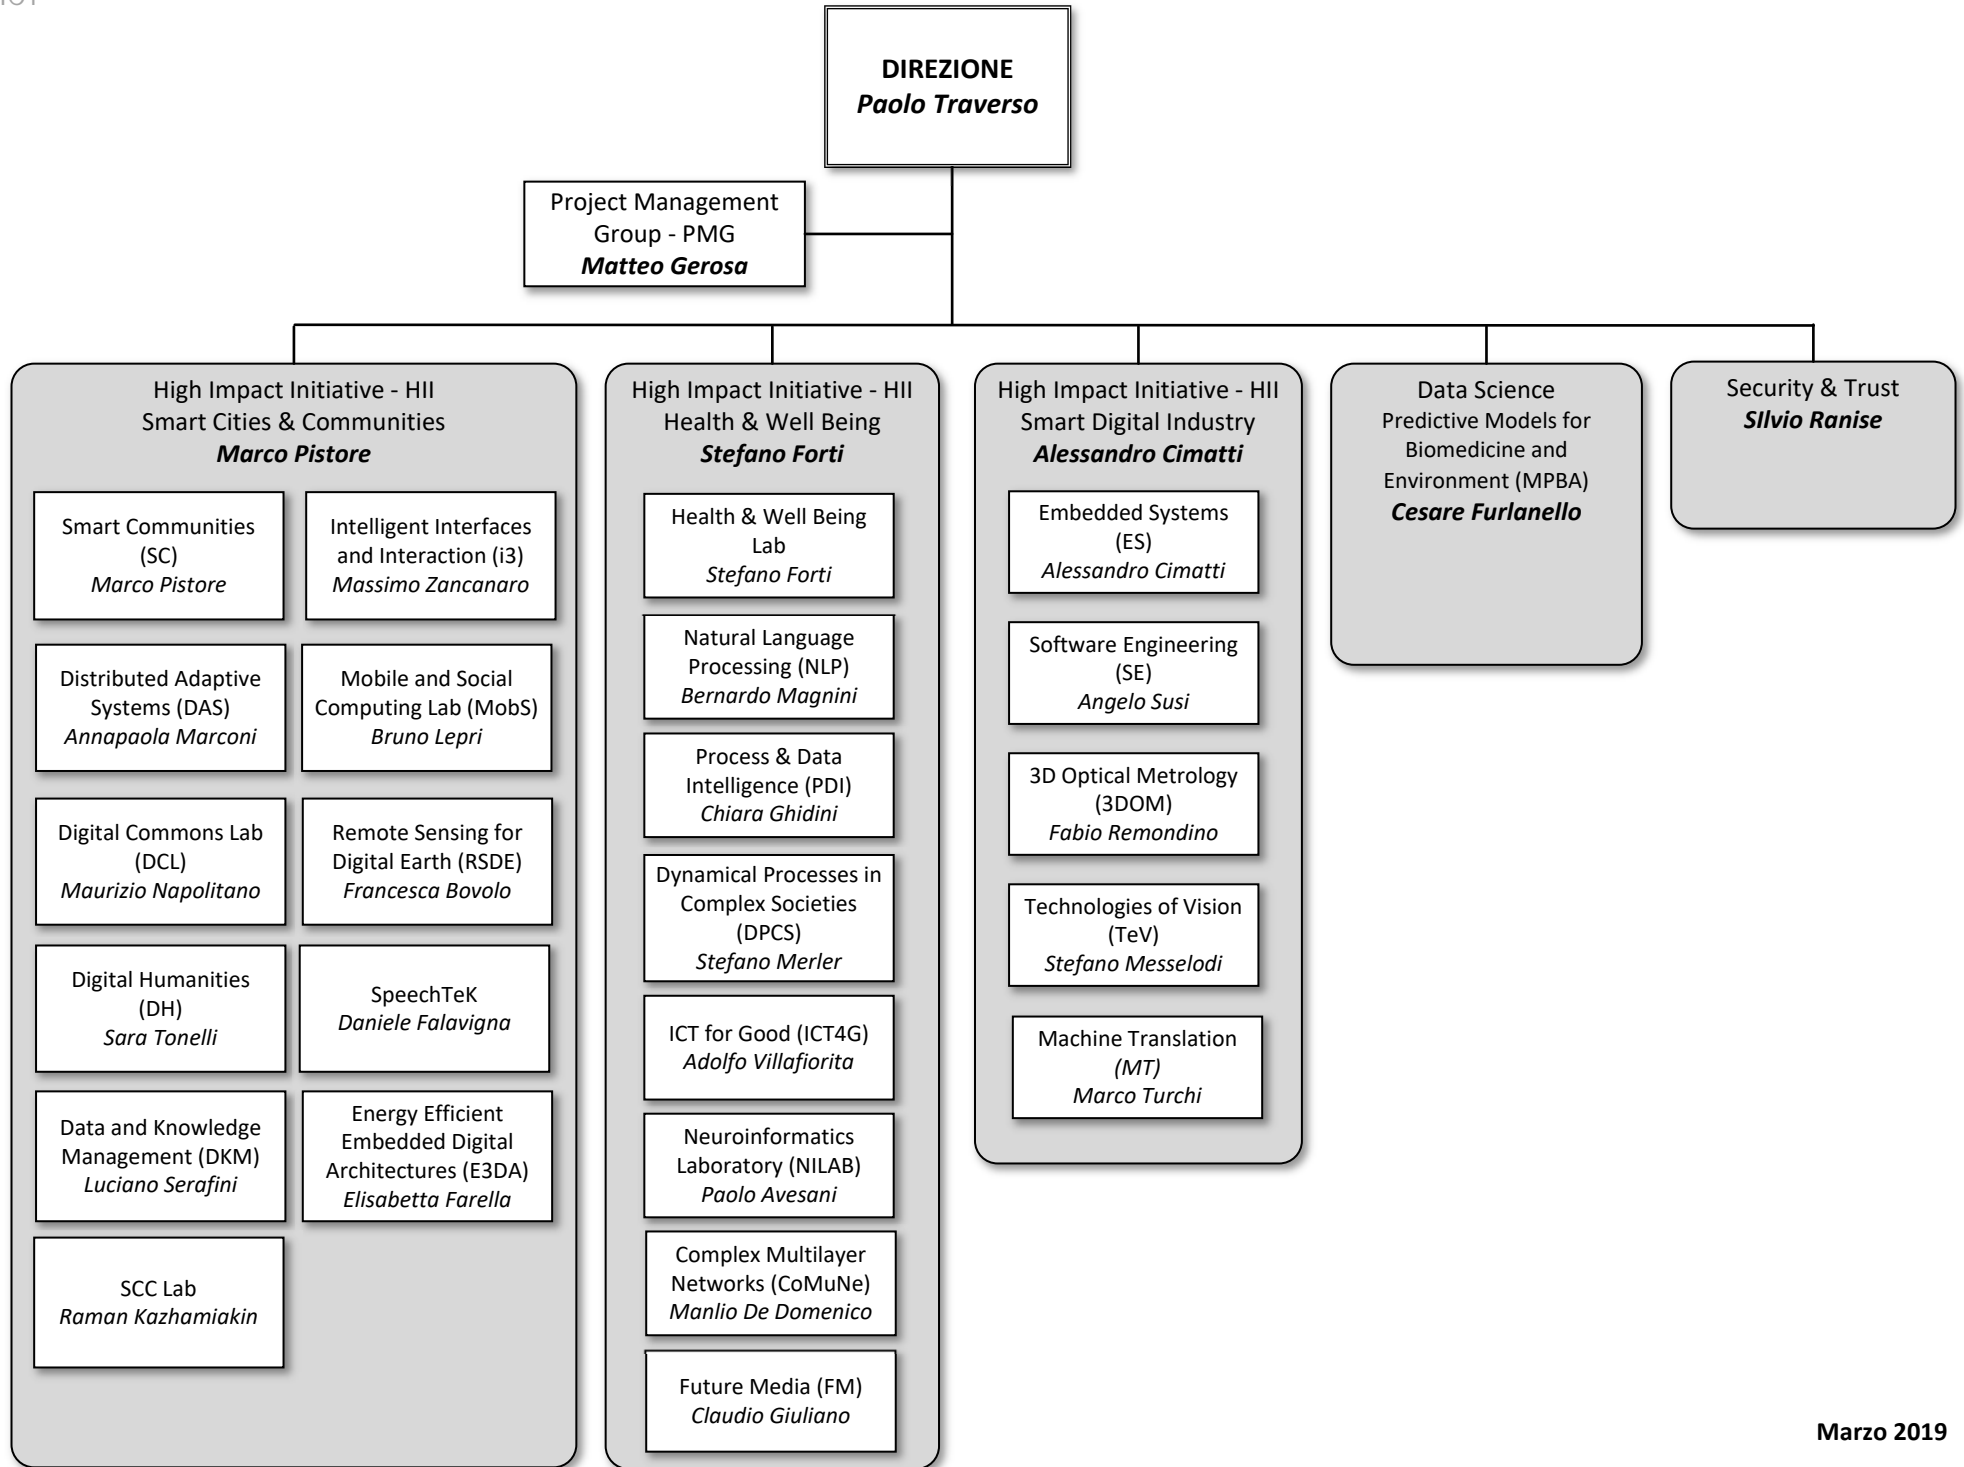 DIREZIONE
Paolo Traverso
Project Management
Group - PMG
Matteo Gerosa
High Impact Initiative - HII
Smart Cities & Communities
Marco Pistore
Smart Communities
(SC)
Marco Pistore
Intelligent Interfaces
and Interaction (i3)
Massimo Zancanaro
Distributed Adaptive
Systems (DAS)
Annapaola Marconi
Mobile and Social
Computing Lab (MobS)
Bruno Lepri
Digital Commons Lab
(DCL)
Maurizio Napolitano
Remote Sensing for
Digital Earth (RSDE)
Francesca Bovolo
Digital Humanities
(DH)
Sara Tonelli
SpeechTeK
Daniele Falavigna
Data and Knowledge
Management (DKM)
Luciano Serafini
Energy Efficient
Embedded Digital
Architectures (E3DA)
Elisabetta Farella
SCC Lab
Raman Kazhamiakin
High Impact Initiative - HII
Health & Well Being
Stefano Forti
Health & Well Being
Lab
Stefano Forti
Natural Language
Processing (NLP)
Bernardo Magnini
Process & Data
Intelligence (PDI)
Chiara Ghidini
Dynamical Processes in
Complex Societies
(DPCS)
Stefano Merler
ICT for Good (ICT4G)
Adolfo Villafiorita
Neuroinformatics
Laboratory (NILAB)
Paolo Avesani
Complex Multilayer
Networks (CoMuNe)
Manlio De Domenico
Future Media (FM)
Claudio Giuliano
High Impact Initiative - HII
Smart Digital Industry
Alessandro Cimatti
Embedded Systems
(ES)
Alessandro Cimatti
Software Engineering
(SE)
Angelo Susi
3D Optical Metrology
(3DOM)
Fabio Remondino
Technologies of Vision
(TeV)
Stefano Messelodi
Machine Translation
(MT)
Marco Turchi
Data Science
Predictive Models for
Biomedicine and
Environment (MPBA)
Cesare Furlanello
Security & Trust
SIlvio Ranise
Marzo 2019